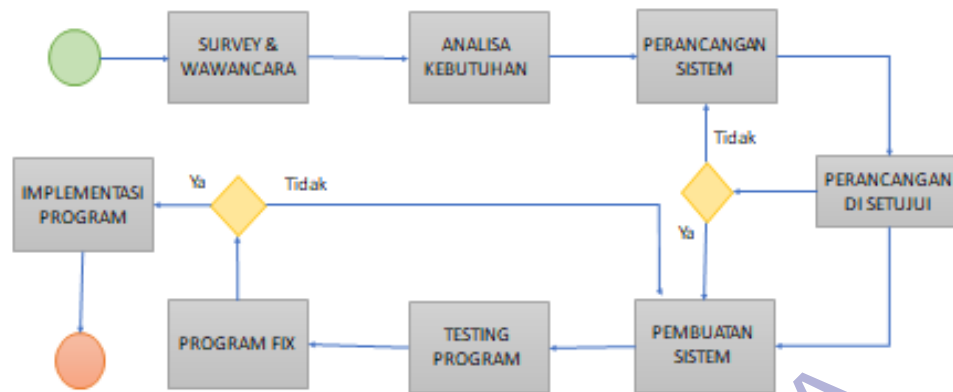 SURVEY &
WAWANCARA
ANALISA
KEBUTUHAN
PERANCANGAN
SISTEM
Tidak
PERANCANGAN
DI SETUJUI
Ya
IMPLEMENTASI
PROGRAM
Ya
Tidak
PROGRAM FIX
TESTING
PROGRAM
PEMBUATAN
SISTEM